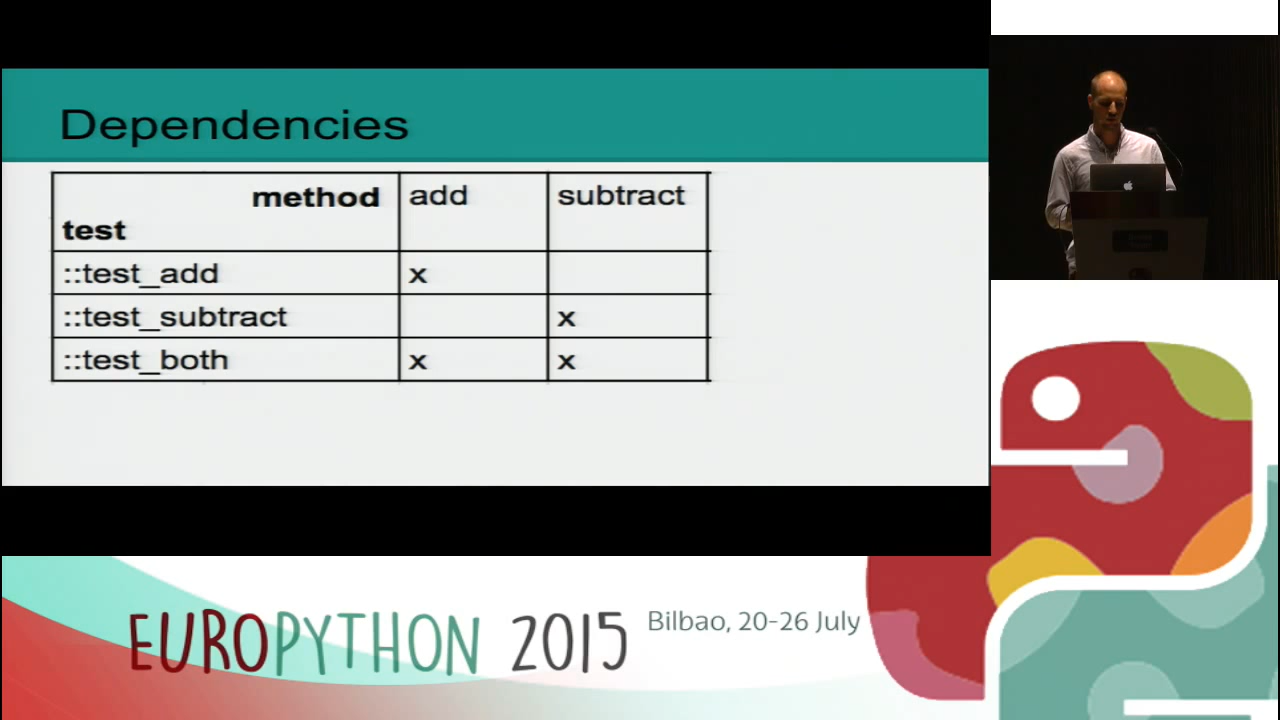 Dependencies
method add subtract
test
::test_add x
::test_subtract x
::test_both x x
EUROPYTHON 2015 Bilbao, 20-26 July